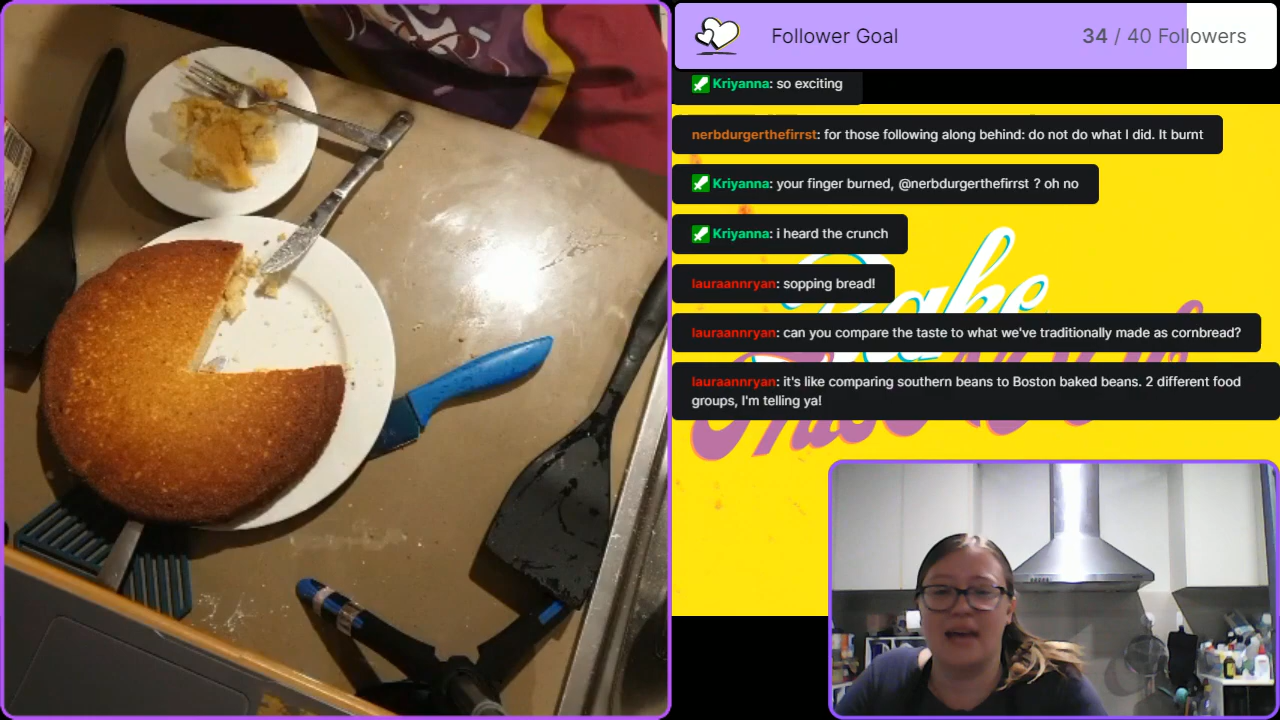 Follower Goal
34 / 40 Followers
Kriyanna: so exciting
nerbdurgerthefirrst: for those following along behind: do not do what I did. It burnt
Kriyanna: your finger burned, @nerbdurgerthefirrst ? oh no
Kriyanna: i heard the crunch
lauraannryan: sopping bread!
lauraannryan: can you compare the taste to what we've traditionally made as cornbread?
lauraannryan: it's like comparing southern beans to Boston baked beans. 2 different food
groups, I'm telling ya!
Bake